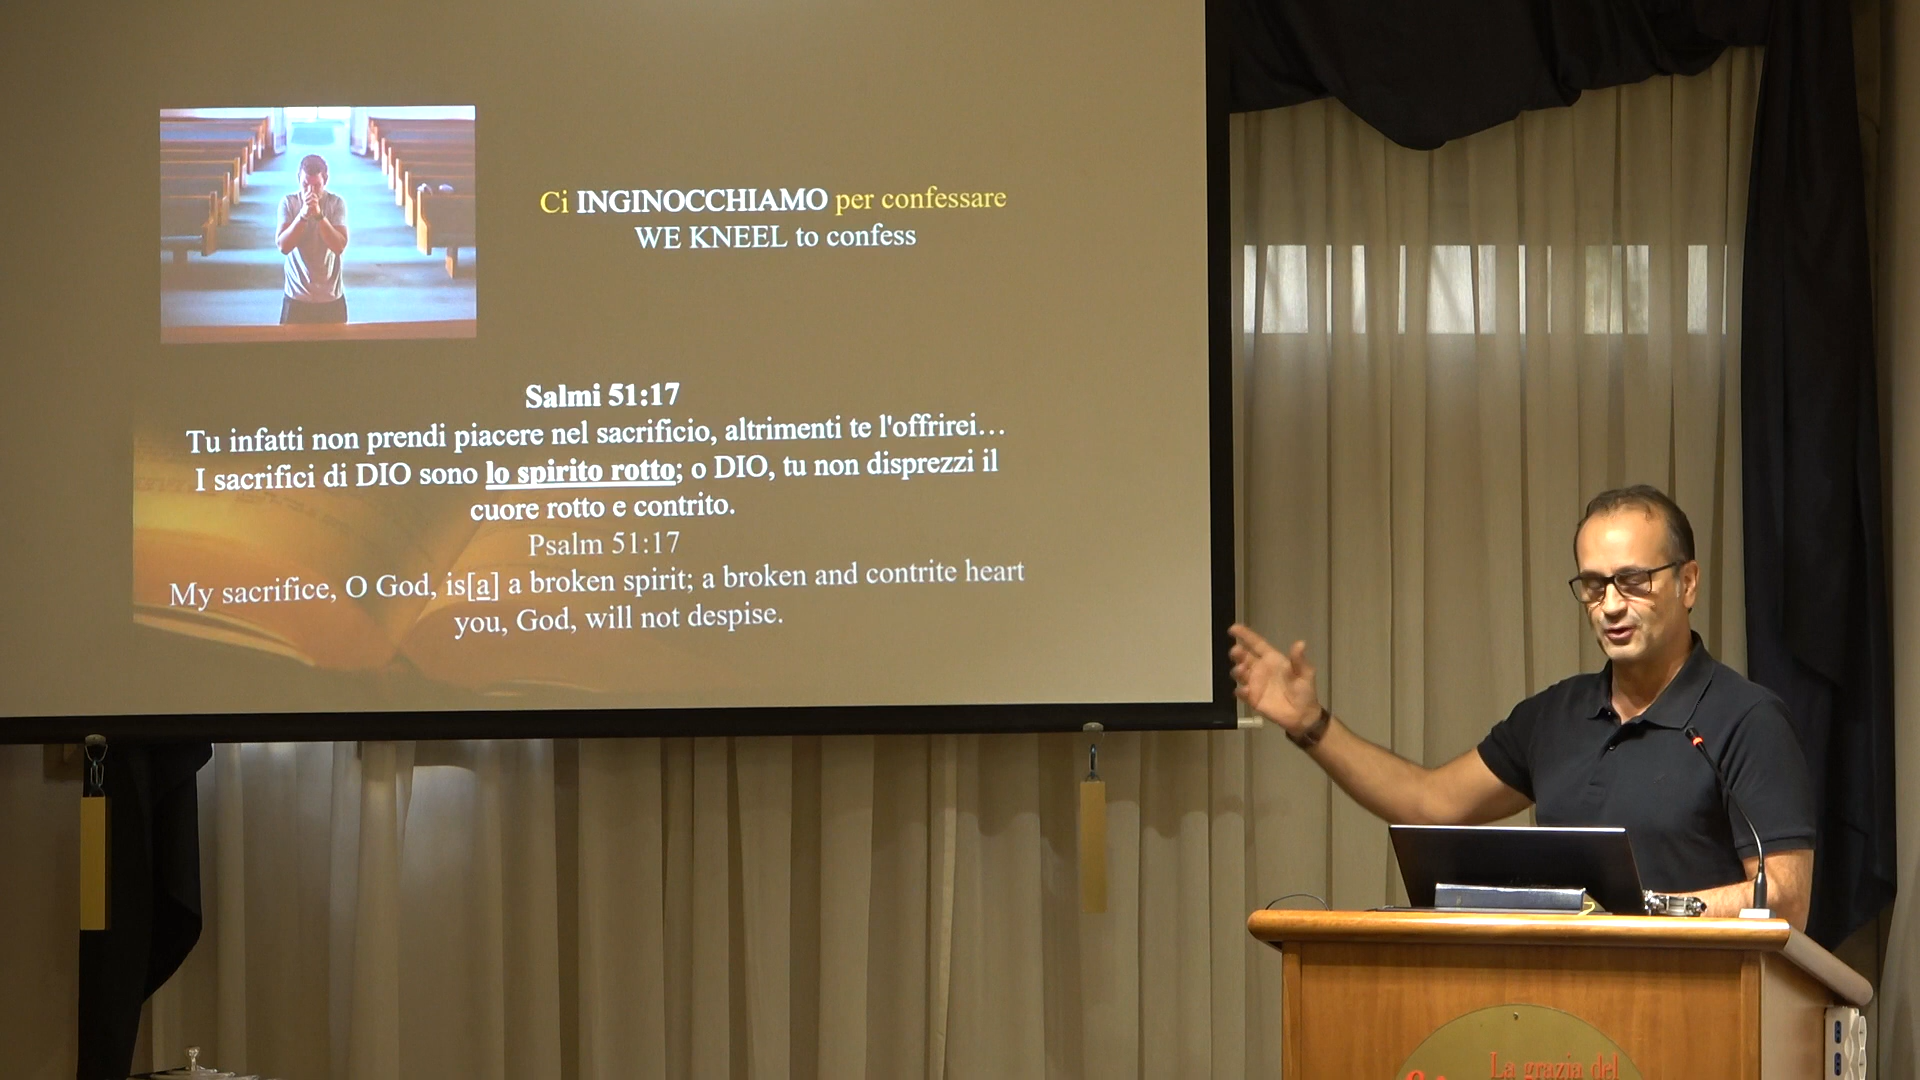 Ci INGINOCCHIAMO per confessare
WE KNEEL to confess
Salmi 51:17
Tu infatti non prendi piacere nel sacrificio, altrimenti te l'offrirei…
I sacrifici di DIO sono lo spirito rotto; o DIO, tu non disprezzi il
cuore rotto e contrito.
Psalm 51:17
My sacrifice, O God, is[a] a broken spirit; a broken and contrite heart
you, God, will not despise.
La grazia del